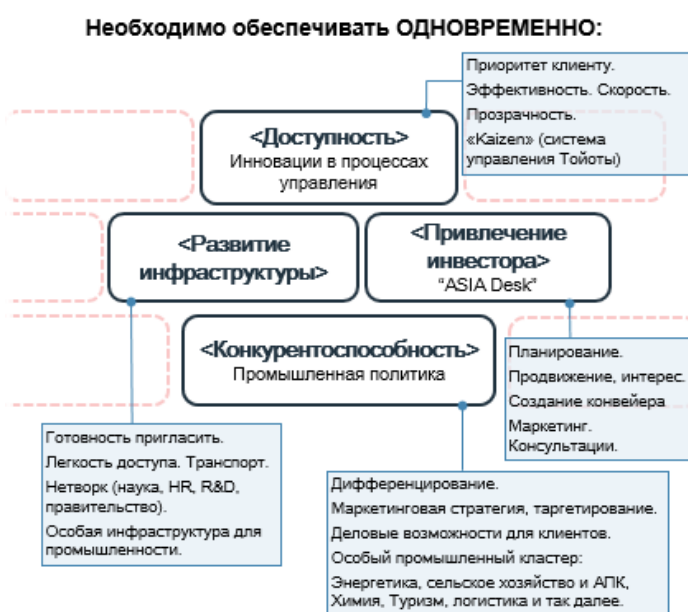 Необходимо обеспечивать ОДНОВРЕМЕННО:
Приоритет клиенту.
Эффективность. Скорость.
Прозрачность.
«Kaizen» (система
управления Тойоты)
<Доступность>
Инновации в процессах
управления
<Развитие
инфраструктуры>
<Привлечение
инвестора>
“ASIA Desk”
<Конкурентоспособность>
Промышленная политика
Планирование.
Продвижение, интерес.
Создание конвейера
Маркетинг.
Консультации.
Готовность пригласить.
Легкость доступа. Транспорт.
Нетворк (наука, HR, R&D,
правительство).
Особая инфраструктура для
промышленности.
Дифференцирование.
Маркетинговая стратегия, таргетирование.
Деловые возможности для клиентов.
Особый промышленный кластер:
Энергетика, сельское хозяйство и АПК,
Химия, Туризм, логистика и так далее.